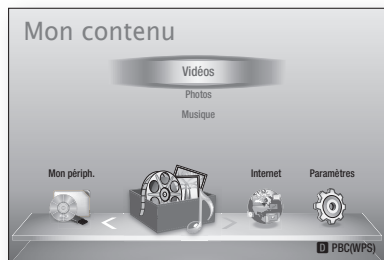 Mon contenu
Vidéos
Photos
Musique
Mon périph.
Internet
Paramètres
D PBC(WPS)